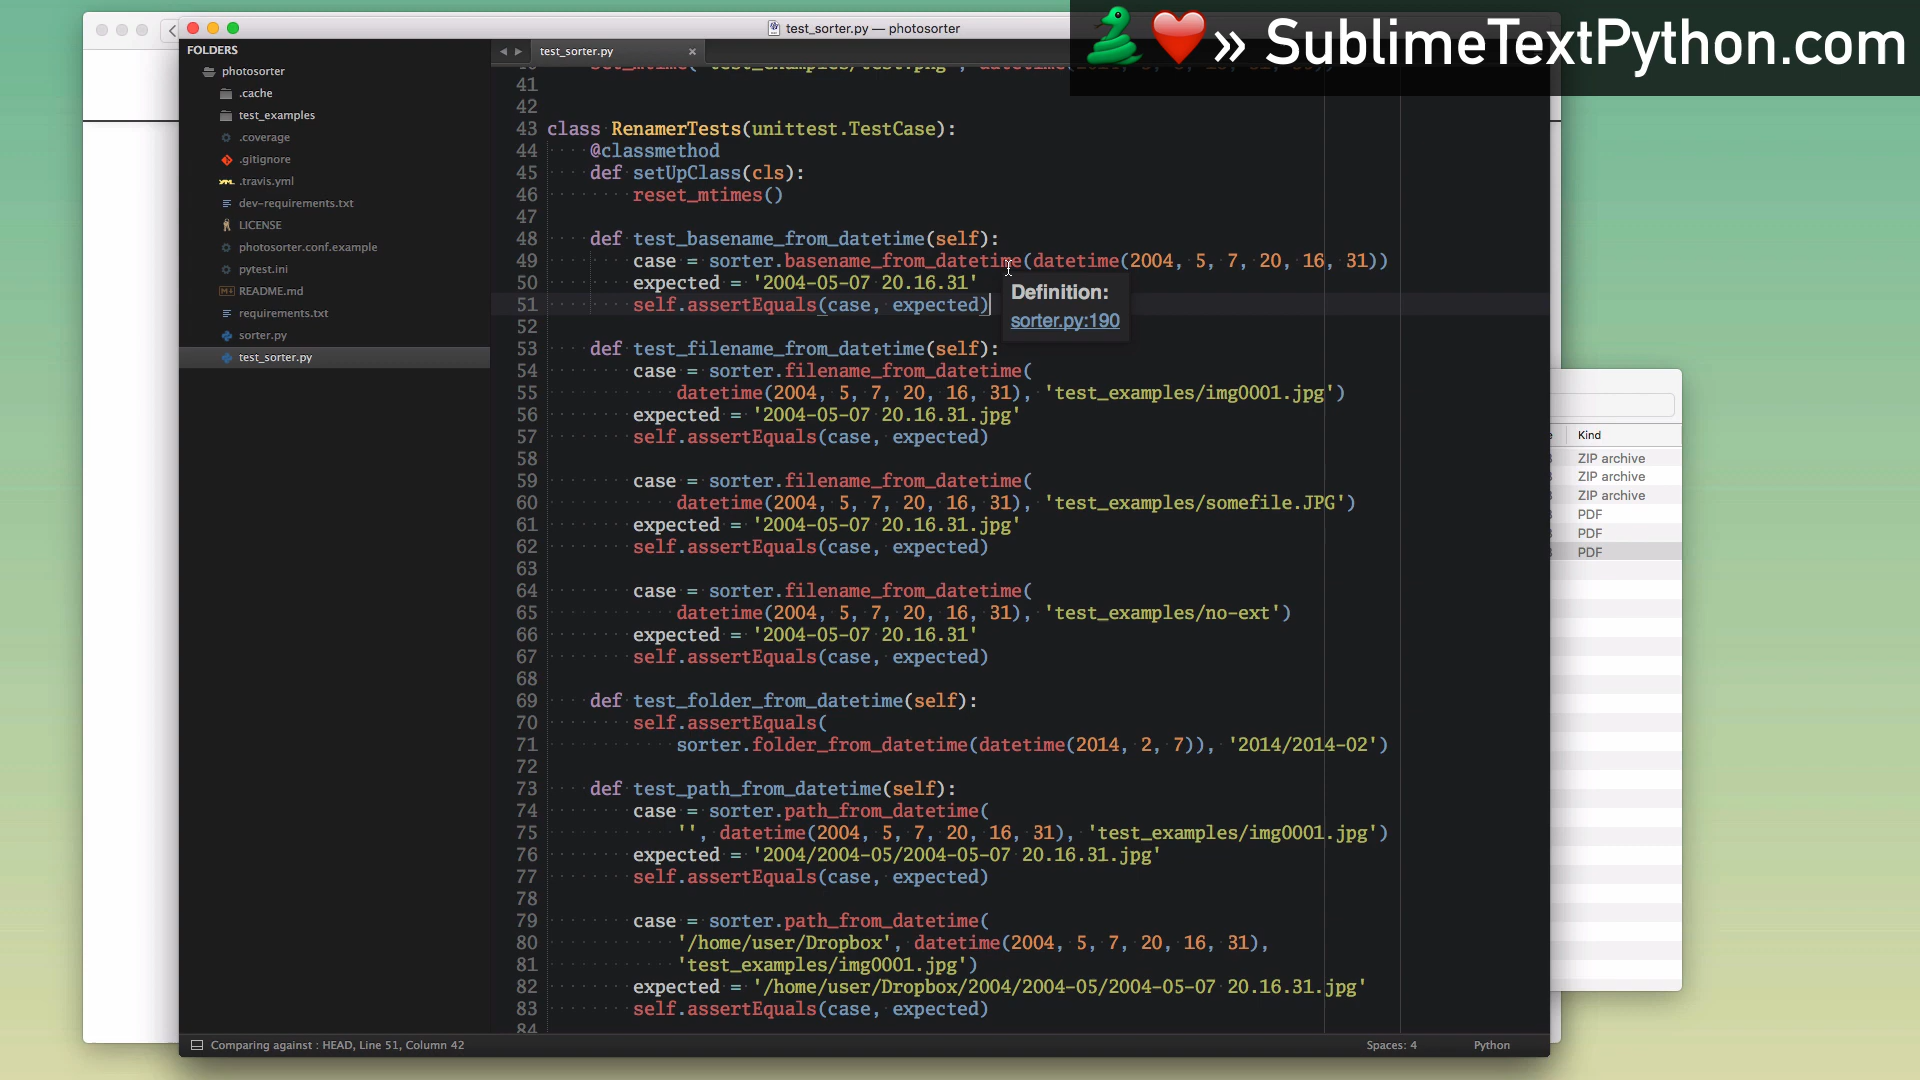 test_sorter.py — photosorter
» SublimeTextPython.com
FOLDERS
photosorter
.cache
test_examples
.coverage
.gitignore
.travis.yml
dev-requirements.txt
LICENSE
photosorter.conf.example
pytest.ini
README.md
requirements.txt
sorter.py
test_sorter.py
test_sorter.py
41
42
43 class RenamerTests(unittest.TestCase):
44 @classmethod
45 def setUpClass(cls):
46 reset_mtimes()
47
48 def test_basename_from_datetime(self):
49 case = sorter.basename_from_datetime(datetime(2004, 5, 7, 20, 16, 31))
50 expected = '2004-05-07 20.16.31'
51 self.assertEquals(case, expected)
Definition:
sorter.py:190
52
53 def test_filename_from_datetime(self):
54 case = sorter.filename_from_datetime(
55 datetime(2004, 5, 7, 20, 16, 31), 'test_examples/img0001.jpg')
56 expected = '2004-05-07 20.16.31.jpg'
57 self.assertEquals(case, expected)
58
59 case = sorter.filename_from_datetime(
60 datetime(2004, 5, 7, 20, 16, 31), 'test_examples/somefile.JPG')
61 expected = '2004-05-07 20.16.31.jpg'
62 self.assertEquals(case, expected)
63
64 case = sorter.filename_from_datetime(
65 datetime(2004, 5, 7, 20, 16, 31), 'test_examples/no-ext')
66 expected = '2004-05-07 20.16.31'
67 self.assertEquals(case, expected)
68
69 def test_folder_from_datetime(self):
70 self.assertEquals(
71 sorter.folder_from_datetime(datetime(2014, 2, 7)), '2014/2014-02')
72
73 def test_path_from_datetime(self):
74 case = sorter.path_from_datetime(
75 '', datetime(2004, 5, 7, 20, 16, 31), 'test_examples/img0001.jpg')
76 expected = '2004/2004-05/2004-05-07 20.16.31.jpg'
77 self.assertEquals(case, expected)
78
79 case = sorter.path_from_datetime(
80 '/home/user/Dropbox', datetime(2004, 5, 7, 20, 16, 31),
81 'test_examples/img0001.jpg')
82 expected = '/home/user/Dropbox/2004/2004-05/2004-05-07 20.16.31.jpg'
83 self.assertEquals(case, expected)
84
Kind
ZIP archive
ZIP archive
ZIP archive
PDF
PDF
PDF
Comparing against : HEAD, Line 51, Column 42
Spaces: 4
Python